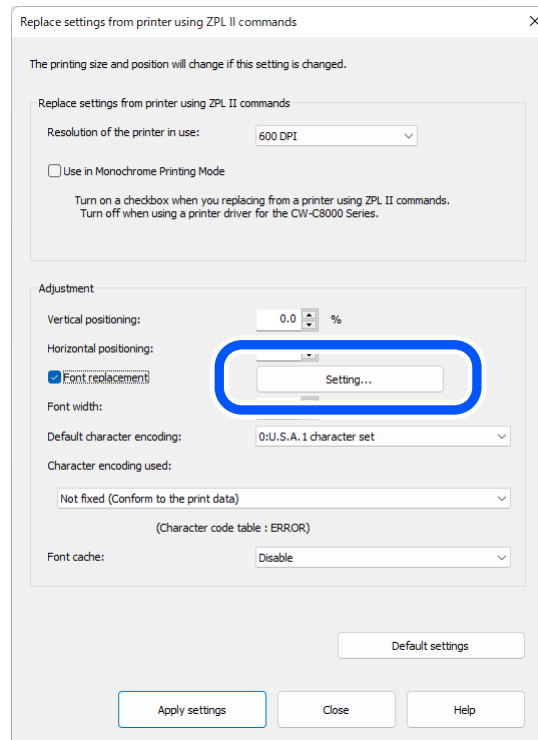 Replace settings from printer using ZPL II commands
The printing size and position will change if this setting is changed.
Replace settings from printer using ZPL II commands
Resolution of the printer in use: 600 DPI
Use in Monochrome Printing Mode
Turn on a checkbox when you replacing from a printer using ZPL II commands.
Turn off when using a printer driver for the CW-C8000 Series.
Adjustment
Vertical positioning: 0.0 %
Horizontal positioning:
Font replacement Setting...
Font width:
Default character encoding: 0:U.S.A.1 character set
Character encoding used:
Not fixed (Conform to the print data)
(Character code table : ERROR)
Font cache: Disable
Default settings
Apply settings Close Help